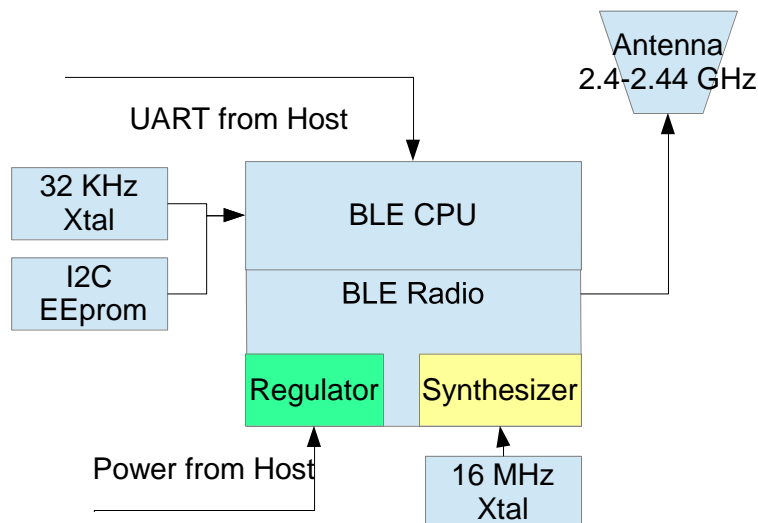 Antenna
2.4-2.44 GHz
UART from Host
32 KHz
Xtal
BLE CPU
I2C
EEprom
BLE Radio
Regulator
Synthesizer
Power from Host
16 MHz
Xtal